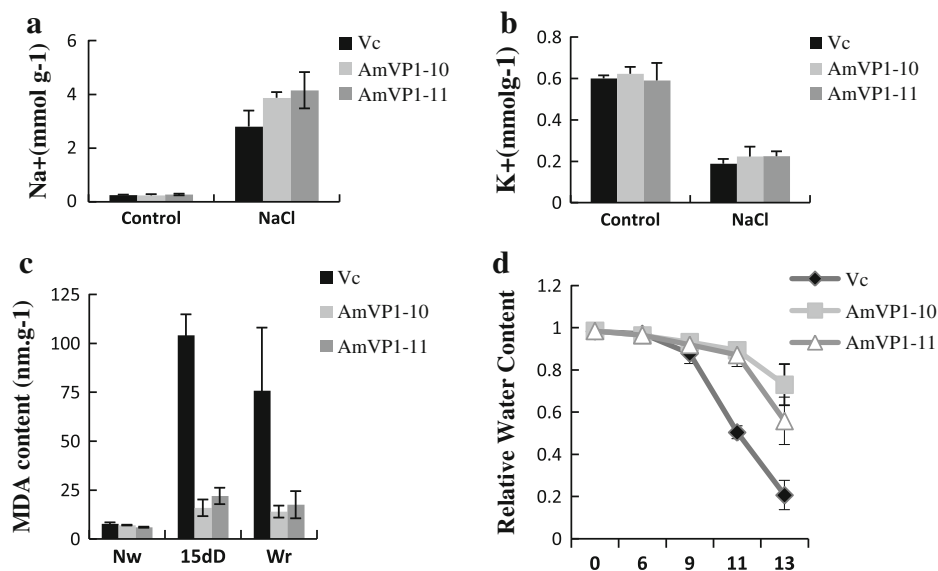 a
Vc
AmVP1-10
AmVP1-11
Na+(mmol g-1)
6
4
2
0
Control
NaCl
b
Vc
AmVP1-10
AmVP1-11
K+(mmolg-1)
0.8
0.6
0.4
0.2
0
Control
NaCl
c
Vc
AmVP1-10
AmVP1-11
MDA content (nm.g-1)
125
100
75
50
25
0
Nw
15dD
Wr
d
Vc
AmVP1-10
AmVP1-11
Relative Water Content
1.2
1
0.8
0.6
0.4
0.2
0
6
9
11
13